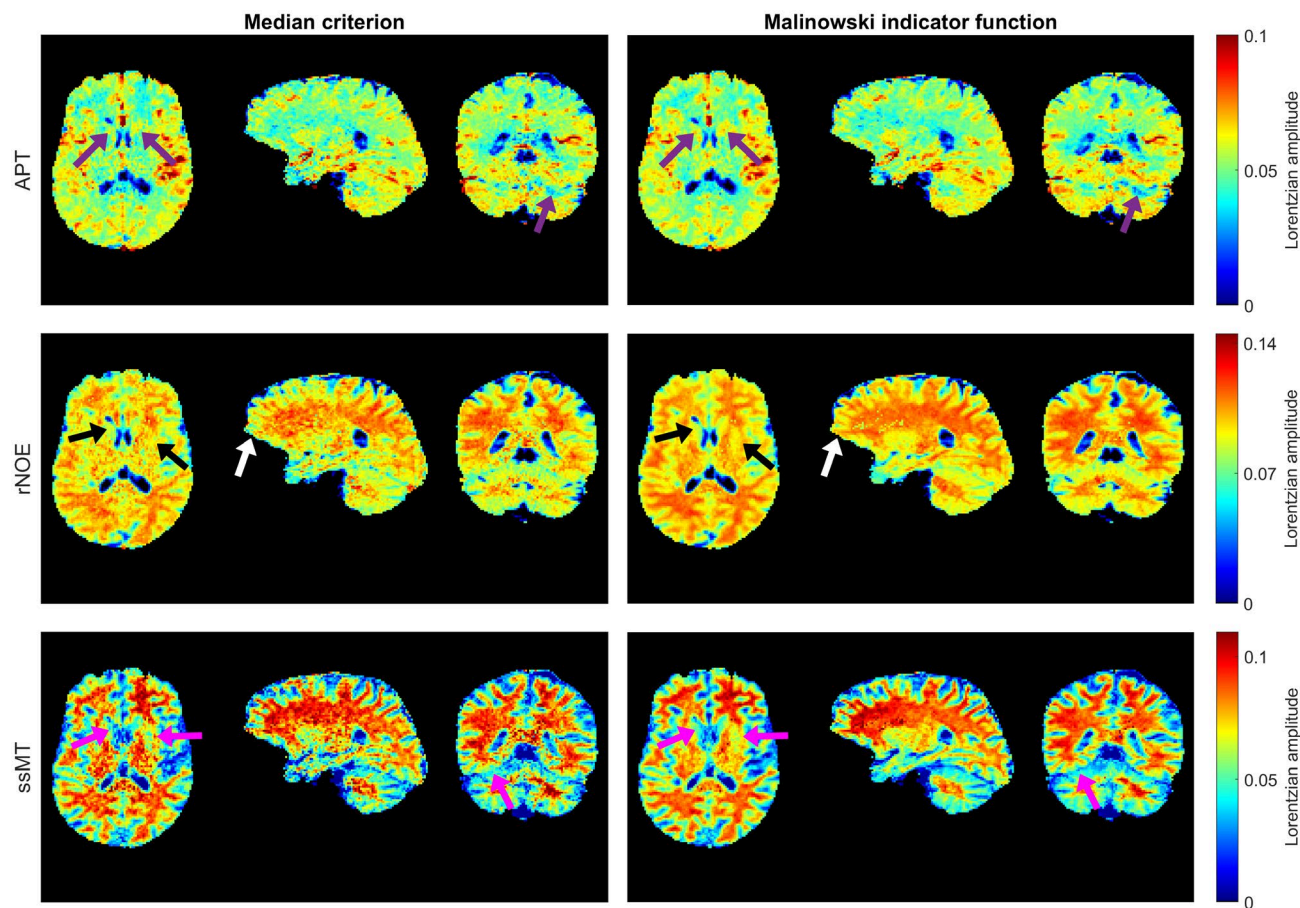 Median criterion
Malinowski indicator function
APT
0.1
0.05
0
Lorentzian amplitude
rNOE
0.14
0.07
0
Lorentzian amplitude
ssMT
0.1
0.05
0
Lorentzian amplitude